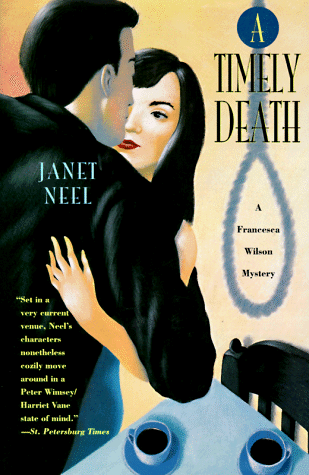 A
TIMELY
DEATH
JANET
NEEL
A
Francesca
Wilson
Mystery
“Set in a
very current
venue, Neel’s
characters
nonetheless
cozily move
around in a
Peter Wimsey/
Harriet Vane
state of mind.”
—St. Petersburg Times